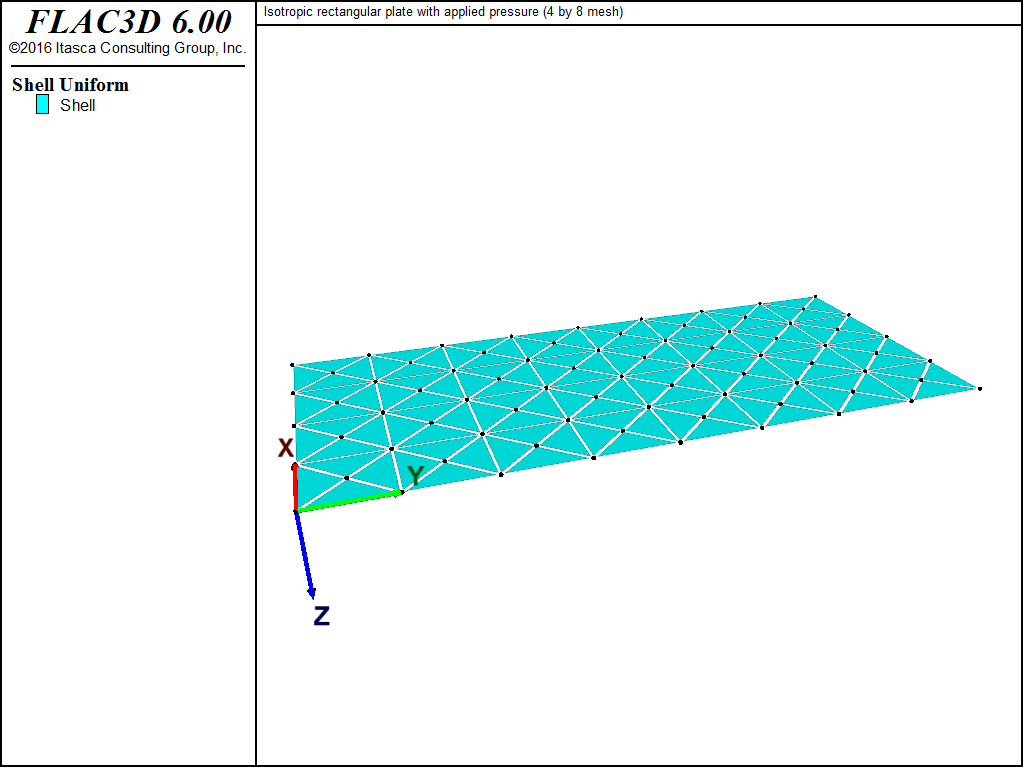 FLAC3D 6.00
©2016 Itasca Consulting Group, Inc.
Shell Uniform
Shell
Isotropic rectangular plate with applied pressure (4 by 8 mesh)
X
Y
Z